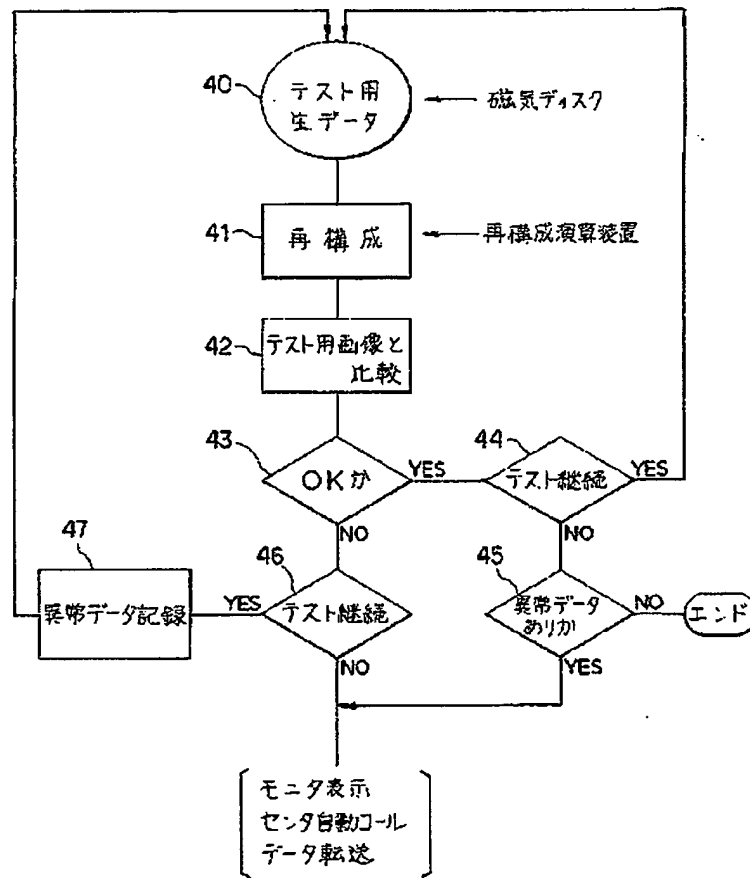 40
テスト用
生データ
磁気ディスク
41
再構成
再構成演算装置
42
テスト用画像と
比較
43
OKか
YES
NO
44
テスト継続
YES
NO
45
異常データ
ありか
NO
YES
エンド
46
テスト継続
YES
NO
47
異常データ記録
モニタ表示
センタ自動コール
データ転送